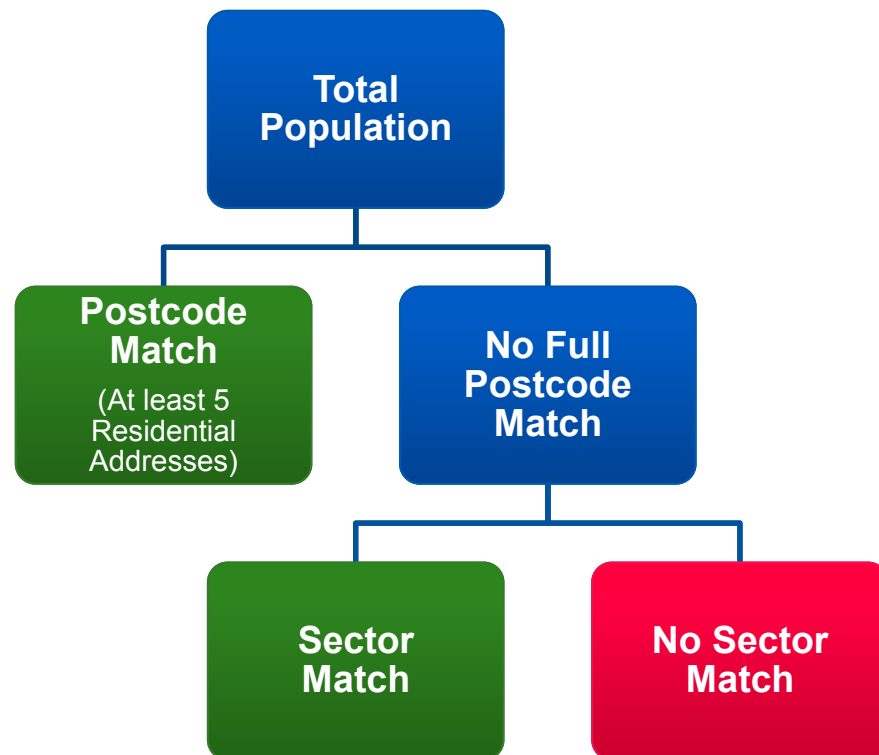 Total
Population
Postcode
Match
(At least 5
Residential
Addresses)
No Full
Postcode
Match
Sector
Match
No Sector
Match